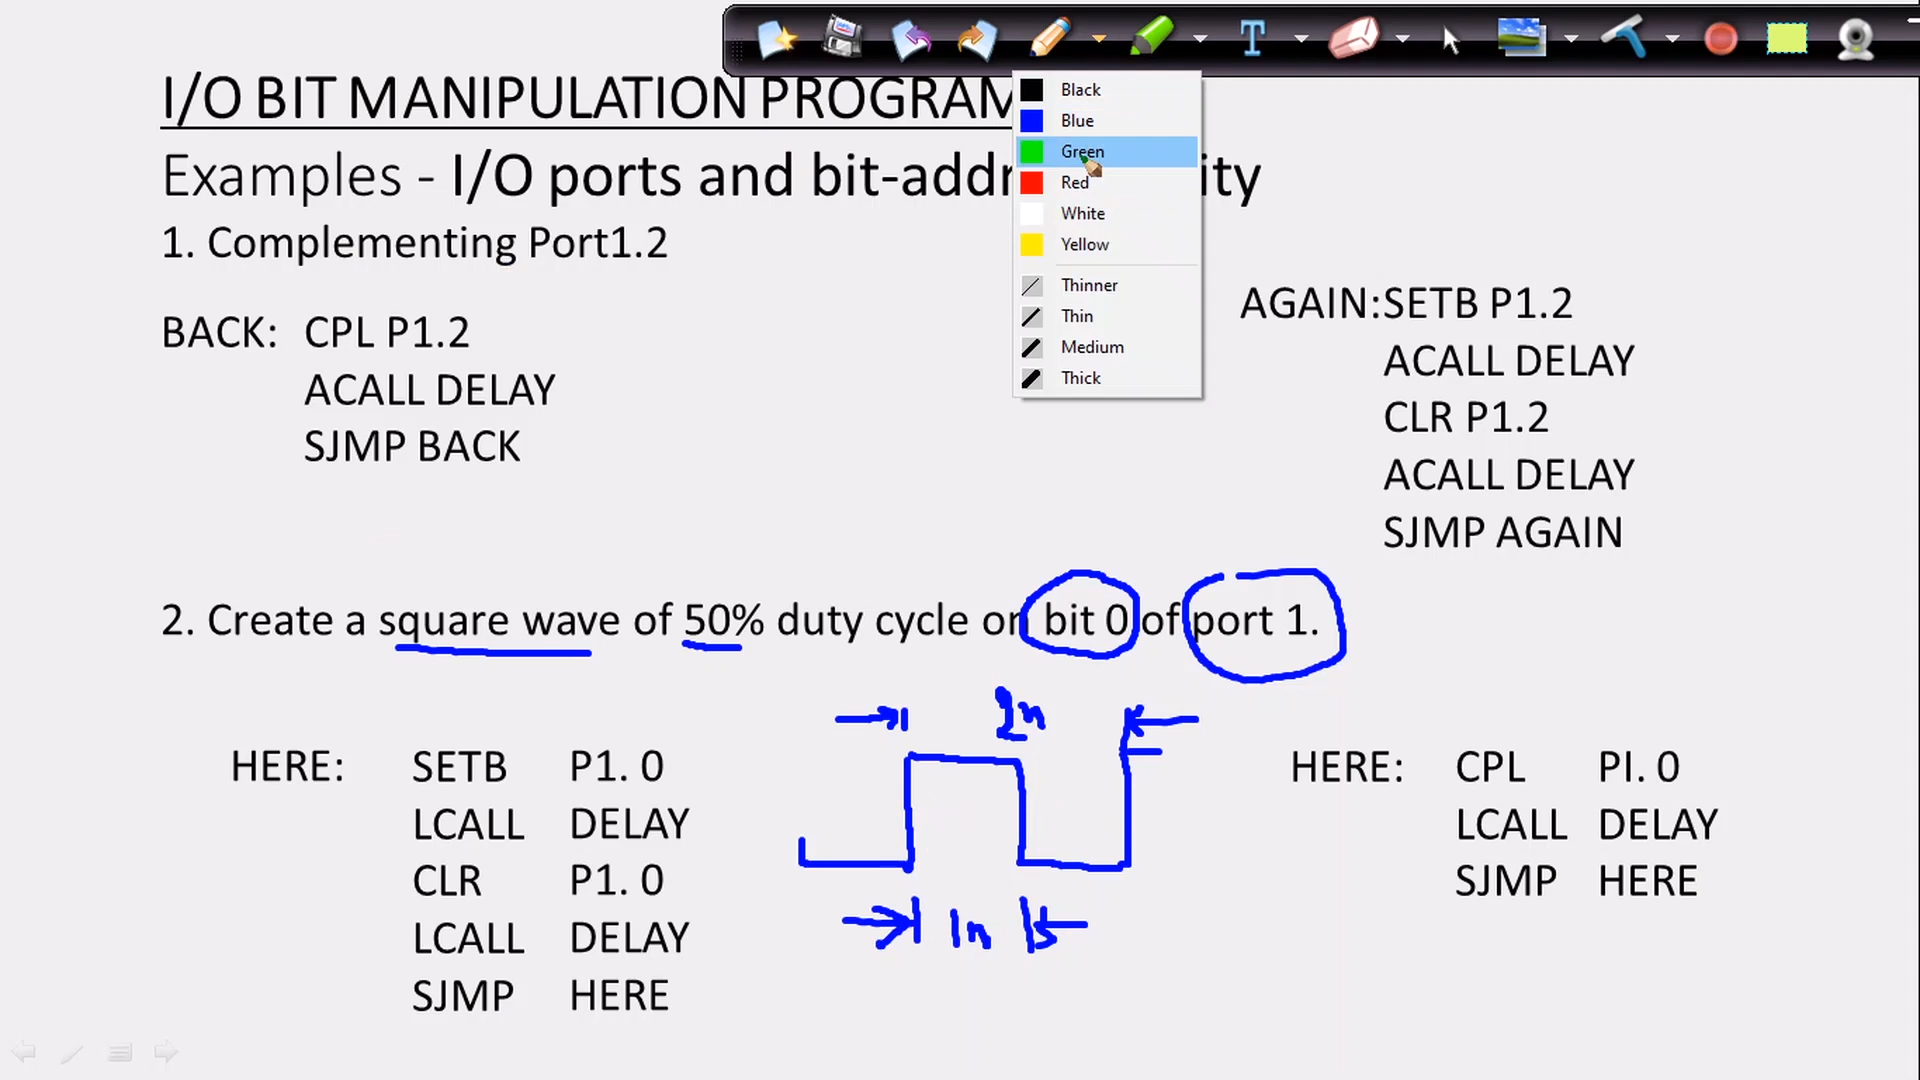 I/O BIT MANIPULATION PROGRAM
Black
Blue
Green
Red
White
Yellow
Thinner
Thin
Medium
Thick
Examples - I/O ports and bit-addr ity
1. Complementing Port1.2
BACK: CPL P1.2
ACALL DELAY
SJMP BACK
AGAIN:SETB P1.2
ACALL DELAY
CLR P1.2
ACALL DELAY
SJMP AGAIN
2. Create a square wave of 50% duty cycle on bit 0 of port 1.
2n
1n
HERE: SETB P1. 0
LCALL DELAY
CLR P1. 0
LCALL DELAY
SJMP HERE
HERE: CPL PI. 0
LCALL DELAY
SJMP HERE